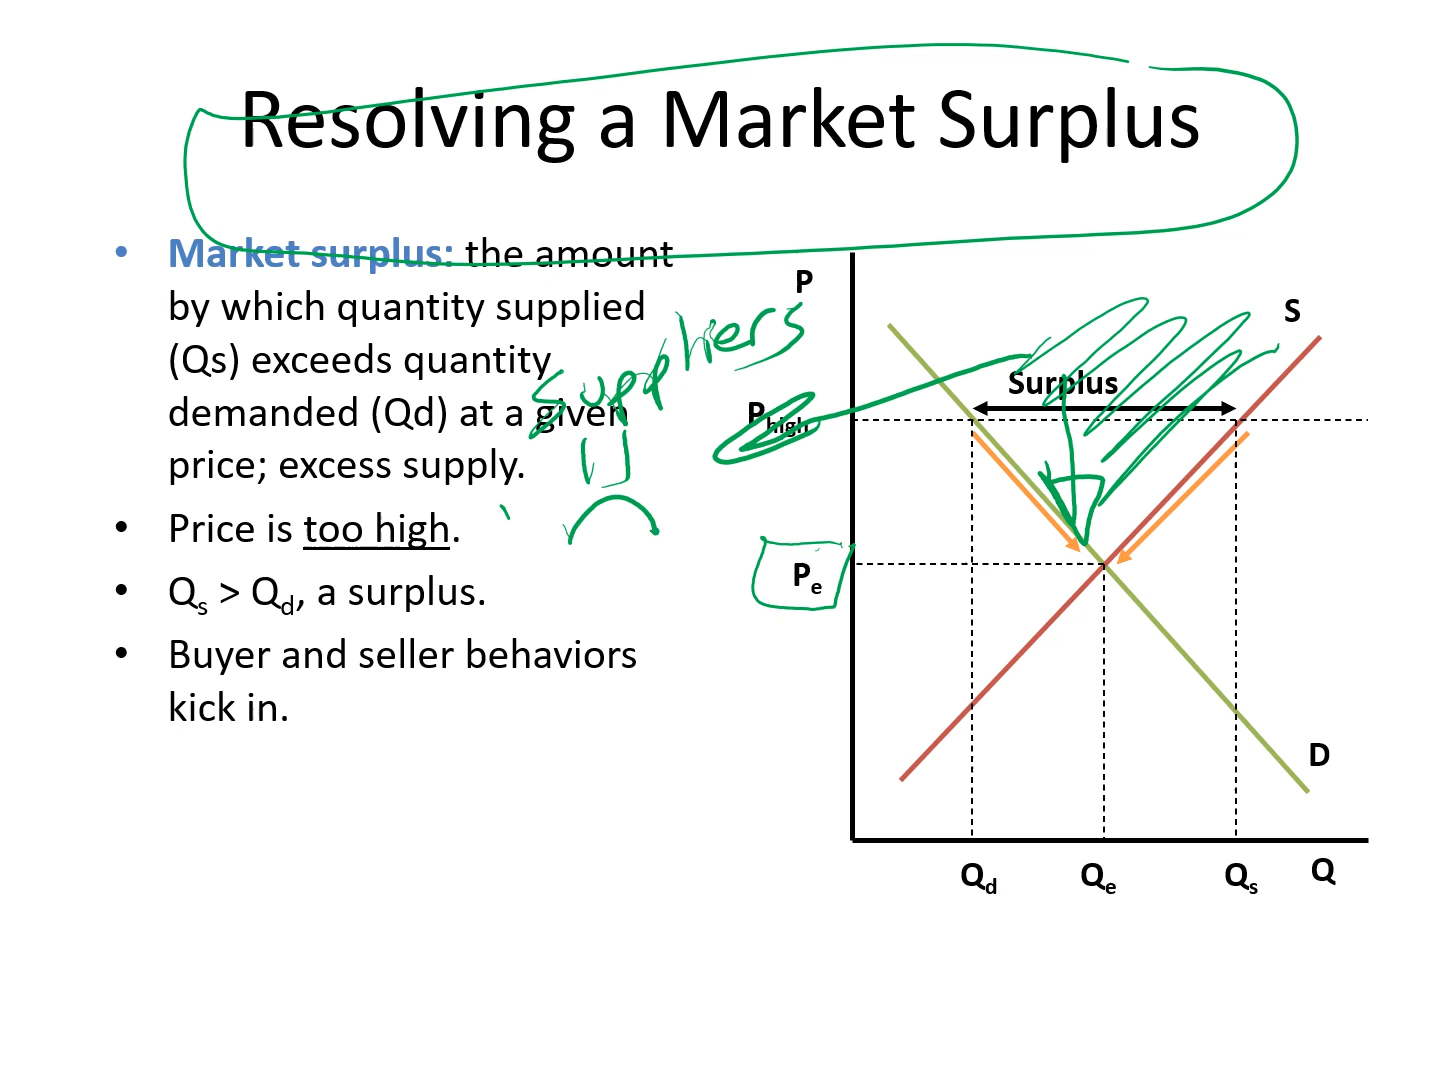 Resolving a Market Surplus
• Market surplus: the amount
by which quantity supplied
(Qs) exceeds quantity
demanded (Qd) at a given
price; excess supply.
• Price is too high.
• Qs > Qd, a surplus.
• Buyer and seller behaviors
kick in.
suppliers
P
S
Surplus
Phigh
Pe
D
Qd
Qe
Qs
Q